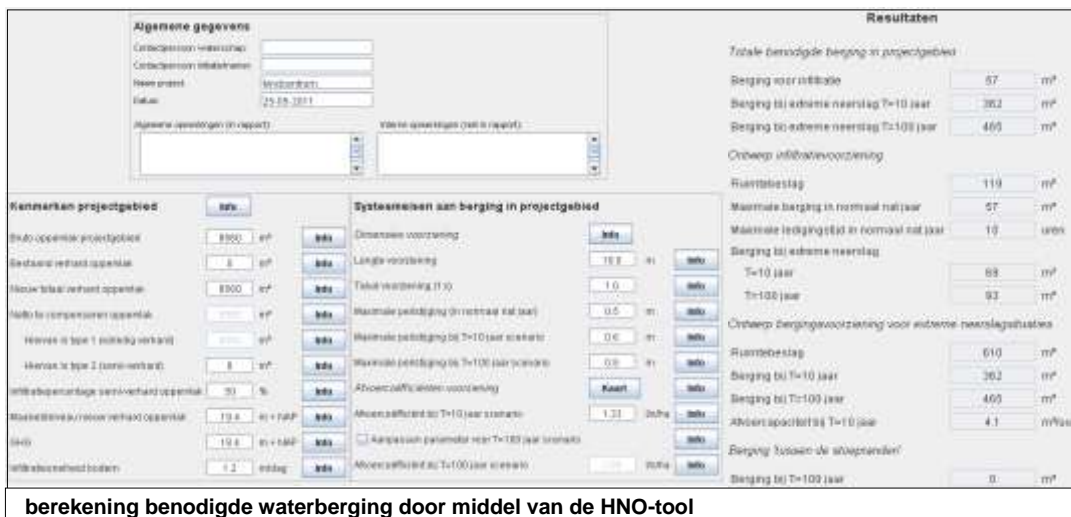 Algemene gegevens
Contactpersoon waterschap:
Contactpersoon initiatiefnemer:
Naam project:
Datum: 25-05-2011
Algemene opmerkingen (in rapport)
Interne opmerkingen (niet in rapport)
Kenmerken projectgebied Info
Bruto oppervlak projectgebied m² Info
Bestaand verhard oppervlak 0 m² Info
Nieuw totaal verhard oppervlak m² Info
Netto te compenseren oppervlak m² Info
Hiervan is type 1 (volledig verhard) m² Info
Hiervan is type 2 (semi-verhard) 0 m² Info
Infiltratiepercentage semi-verhard oppervlak 50 % Info
Maaiveldniveau nieuw verhard oppervlak 19.4 m + NAP Info
GHG m + NAP Info
Infiltratiesnelheid bodem 1.2 m/dag Info
Systeemeisen aan berging in projectgebied
Dimensies voorziening Info
Lengte voorziening m Info
Talud voorziening (1:x) 1.0 Info
Maximale peilstijging (in normaal nat jaar) 0.5 m Info
Maximale peilstijging bij T=10 jaar scenario 0.6 m Info
Maximale peilstijging bij T=100 jaar scenario m Info
Afvoercoëfficiënten voorziening Kaart Info
Afvoercoëfficiënt bij T=10 jaar scenario 1.33 l/s/ha Info
Aanpassen parameter voor T=100 jaar scenario Info
Afvoercoëfficiënt bij T=100 jaar scenario l/s/ha Info
Resultaten
Totale benodigde berging in projectgebied
Berging voor infiltratie 57 m³
Berging bij extreme neerslag T=10 jaar 362 m³
Berging bij extreme neerslag T=100 jaar 465 m³
Ontwerp infiltratievoorziening
Ruimtebeslag 119 m²
Maximale berging in normaal nat jaar 57 m³
Maximale ledigingstijd in normaal nat jaar 10 uren
Berging bij extreme neerslag
T=10 jaar 69 m³
T=100 jaar 93 m³
Ontwerp bergingsvoorziening voor extreme neerslagsituaties
Ruimtebeslag 610 m²
Berging bij T=10 jaar 362 m³
Berging bij T=100 jaar 465 m³
Afvoercapaciteit bij T=10 jaar 4.1
Berging 'tussen de stoepranden'
Berging bij T=100 jaar 0 m³
berekening benodigde waterberging door middel van de HNO-tool